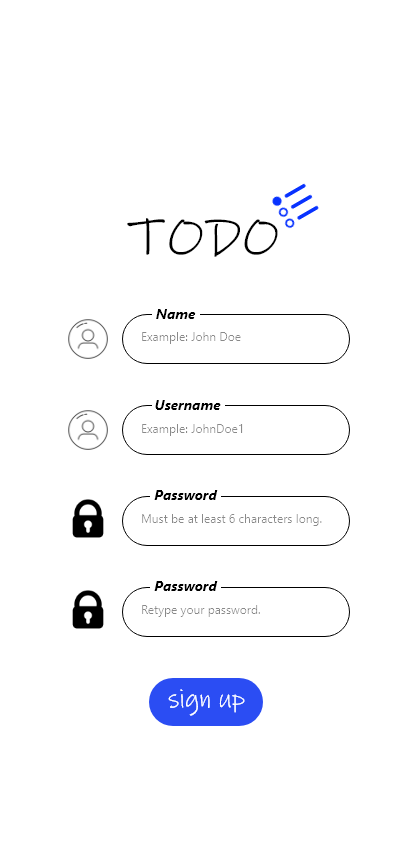 TODO
Name
Example: John Doe
Username
Example: JohnDoe1
Password
Must be at least 6 characters long.
Password
Retype your password.
sign up